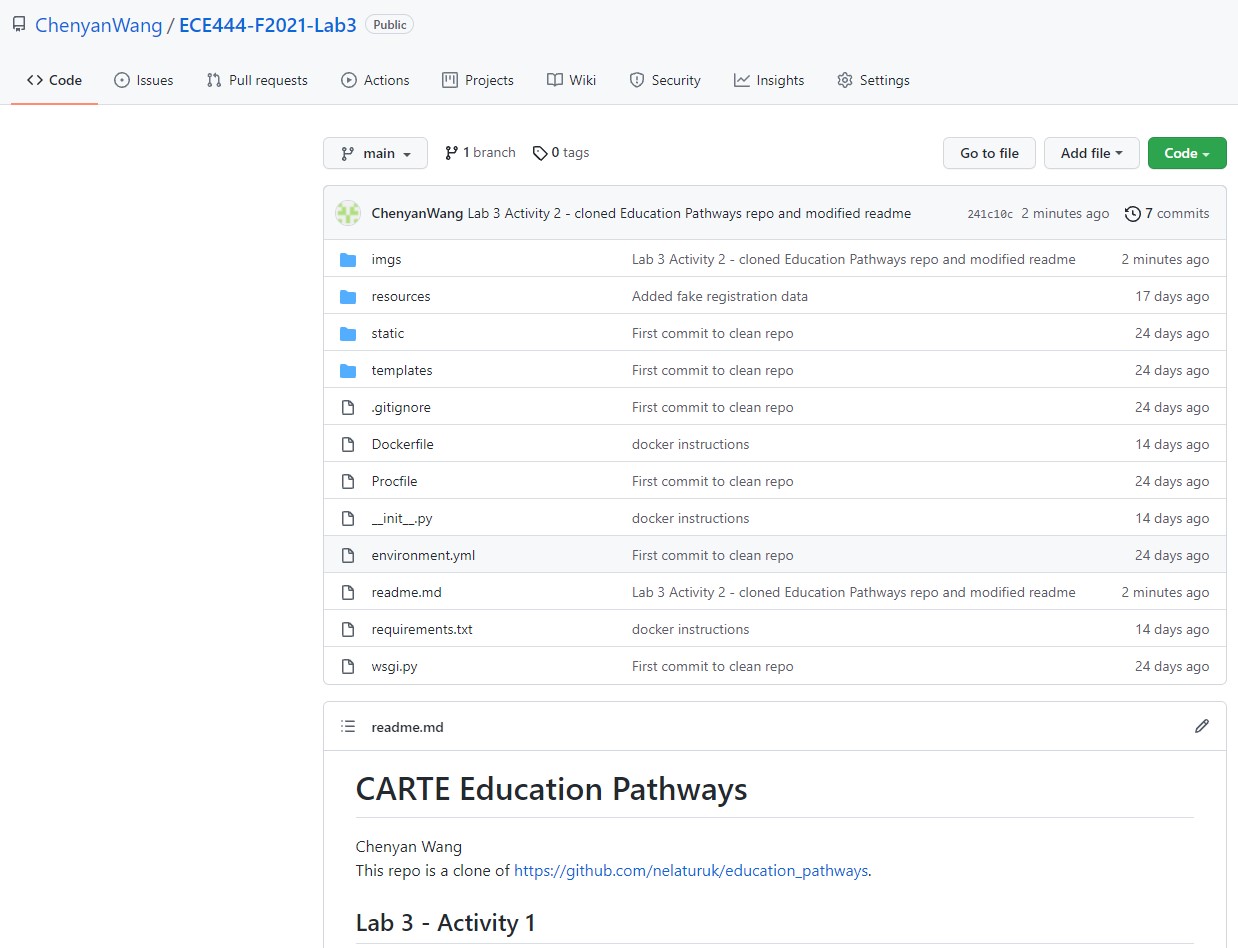 ChenyanWang / ECE444-F2021-Lab3 Public
Code Issues Pull requests Actions Projects Wiki Security Insights Settings
main 1 branch 0 tags Go to file Add file Code
ChenyanWang Lab 3 Activity 2 - cloned Education Pathways repo and modified readme 241c10c 2 minutes ago 7 commits
imgs Lab 3 Activity 2 - cloned Education Pathways repo and modified readme 2 minutes ago
resources Added fake registration data 17 days ago
static First commit to clean repo 24 days ago
templates First commit to clean repo 24 days ago
.gitignore First commit to clean repo 24 days ago
Dockerfile docker instructions 14 days ago
Procfile First commit to clean repo 24 days ago
__init__.py docker instructions 14 days ago
environment.yml First commit to clean repo 24 days ago
readme.md Lab 3 Activity 2 - cloned Education Pathways repo and modified readme 2 minutes ago
requirements.txt docker instructions 14 days ago
wsgi.py First commit to clean repo 24 days ago
readme.md
CARTE Education Pathways
Chenyan Wang
This repo is a clone of https://github.com/nelaturuk/education_pathways.
Lab 3 - Activity 1